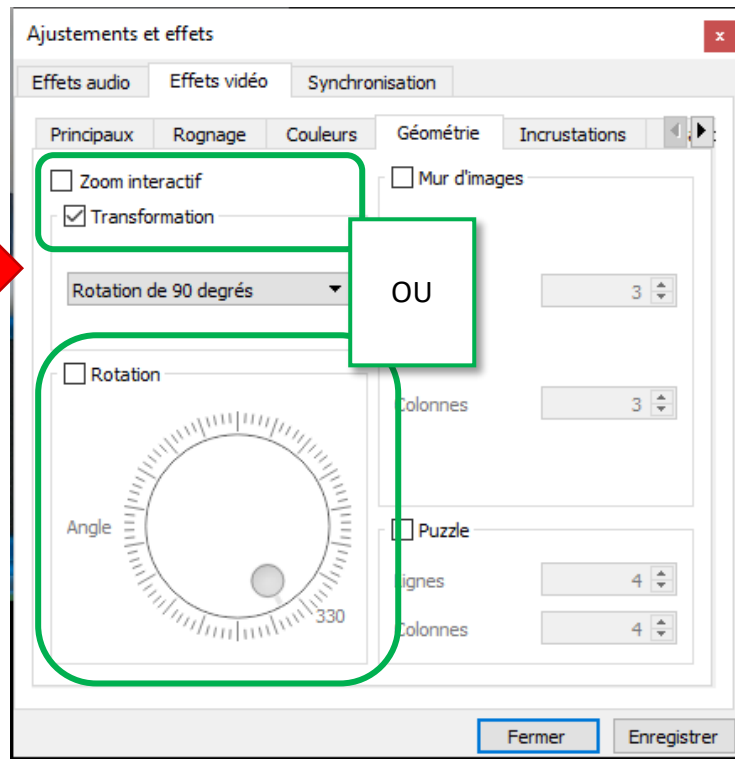 Ajustements et effets
x
Effets audio
Effets vidéo
Synchronisation
Principaux
Rognage
Couleurs
Géométrie
Incrustations
Zoom interactif
Transformation
Rotation de 90 degrés
Mur d'images
OU
3
Colonnes
3
Rotation
Angle
330
Puzzle
Lignes
4
Colonnes
4
Fermer
Enregistrer